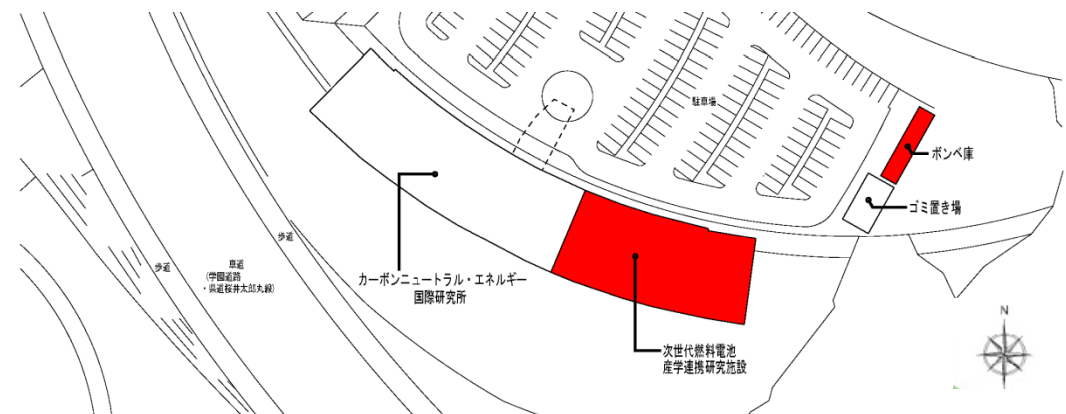 駐車場
ボンベ庫
ゴミ置き場
歩道
歩道
車道
(学園道路
・県道桜井太郎丸線)
カーボンニュートラル・エネルギー
国際研究所
次世代燃料電池
産学連携研究施設
N